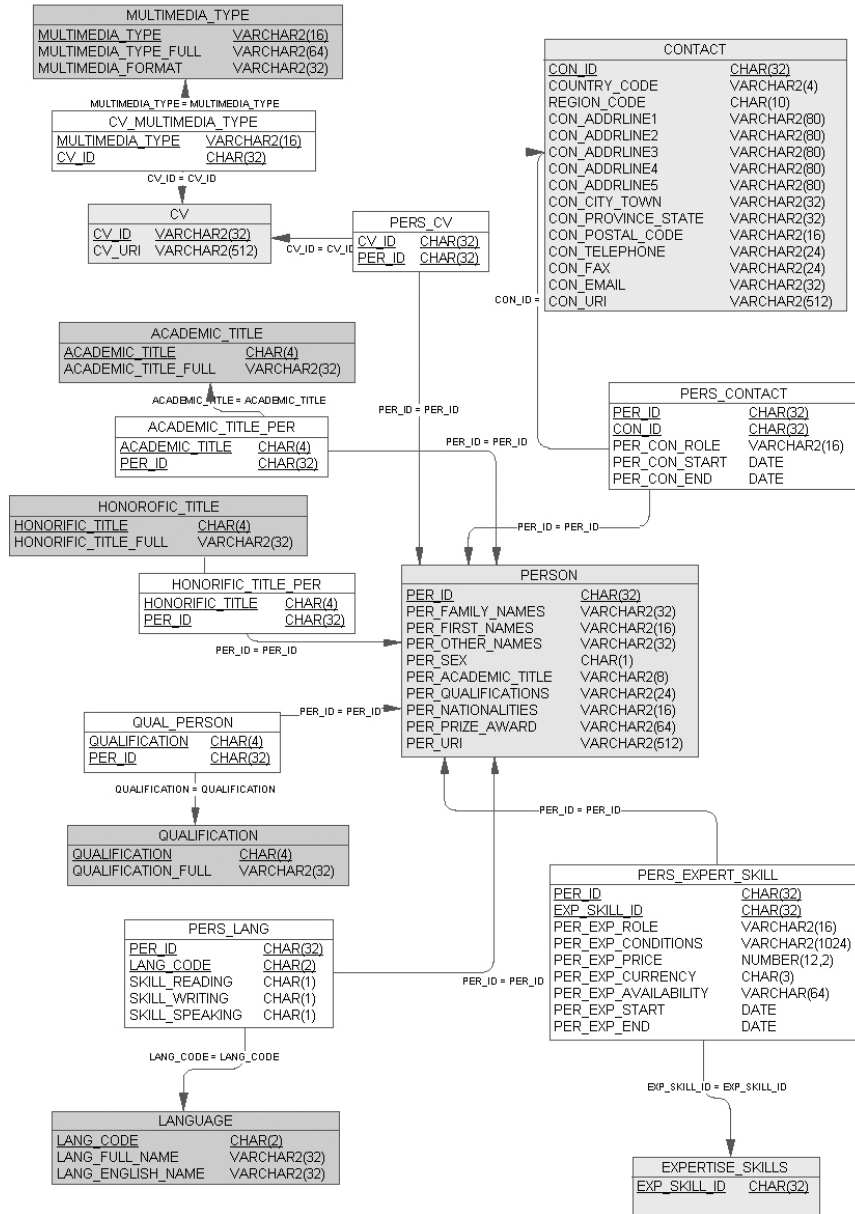 MULTIMEDIA_TYPE
MULTIMEDIA_TYPE VARCHAR2(16)
MULTIMEDIA_TYPE_FULL VARCHAR2(64)
MULTIMEDIA_FORMAT VARCHAR2(32)
MULTIMEDIA_TYPE = MULTIMEDIA_TYPE
CV_MULTIMEDIA_TYPE
MULTIMEDIA_TYPE VARCHAR2(16)
CV_ID CHAR(32)
CV_ID = CV_ID
CV
CV_ID VARCHAR2(32)
CV_URI VARCHAR2(512)
CV_ID = CV_ID
PERS_CV
CV_ID CHAR(32)
PER_ID CHAR(32)
PER_ID = PER_ID
CONTACT
CON_ID CHAR(32)
COUNTRY_CODE VARCHAR2(4)
REGION_CODE CHAR(10)
CON_ADDRLINE1 VARCHAR2(80)
CON_ADDRLINE2 VARCHAR2(80)
CON_ADDRLINE3 VARCHAR2(80)
CON_ADDRLINE4 VARCHAR2(80)
CON_ADDRLINE5 VARCHAR2(80)
CON_CITY_TOWN VARCHAR2(32)
CON_PROVINCE_STATE VARCHAR2(32)
CON_POSTAL_CODE VARCHAR2(16)
CON_TELEPHONE VARCHAR2(24)
CON_FAX VARCHAR2(24)
CON_EMAIL VARCHAR2(32)
CON_URI VARCHAR2(512)
CON_ID =
ACADEMIC_TITLE
ACADEMIC_TITLE CHAR(4)
ACADEMIC_TITLE_FULL VARCHAR2(32)
ACADEMIC_TITLE = ACADEMIC_TITLE
ACADEMIC_TITLE_PER
ACADEMIC_TITLE CHAR(4)
PER_ID CHAR(32)
PER_ID = PER_ID
PERS_CONTACT
PER_ID CHAR(32)
CON_ID CHAR(32)
PER_CON_ROLE VARCHAR2(16)
PER_CON_START DATE
PER_CON_END DATE
PER_ID = PER_ID
HONOROFIC_TITLE
HONORIFIC_TITLE CHAR(4)
HONORIFIC_TITLE_FULL VARCHAR2(32)
HONORIFIC_TITLE_PER
HONORIFIC_TITLE CHAR(4)
PER_ID CHAR(32)
PER_ID = PER_ID
PERSON
PER_ID CHAR(32)
PER_FAMILY_NAMES VARCHAR2(32)
PER_FIRST_NAMES VARCHAR2(16)
PER_OTHER_NAMES VARCHAR2(32)
PER_SEX CHAR(1)
PER_ACADEMIC_TITLE VARCHAR2(8)
PER_QUALIFICATIONS VARCHAR2(24)
PER_NATIONALITIES VARCHAR2(16)
PER_PRIZE_AWARD VARCHAR2(64)
PER_URI VARCHAR2(512)
QUAL_PERSON
QUALIFICATION CHAR(4)
PER_ID CHAR(32)
PER_ID = PER_ID
QUALIFICATION = QUALIFICATION
QUALIFICATION
QUALIFICATION CHAR(4)
QUALIFICATION_FULL VARCHAR2(32)
PER_ID = PER_ID
PERS_EXPERT_SKILL
PER_ID CHAR(32)
EXP_SKILL_ID CHAR(32)
PER_EXP_ROLE VARCHAR2(16)
PER_EXP_CONDITIONS VARCHAR2(1024)
PER_EXP_PRICE NUMBER(12,2)
PER_EXP_CURRENCY CHAR(3)
PER_EXP_AVAILABILITY VARCHAR(64)
PER_EXP_START DATE
PER_EXP_END DATE
PERS_LANG
PER_ID CHAR(32)
LANG_CODE CHAR(2)
SKILL_READING CHAR(1)
SKILL_WRITING CHAR(1)
SKILL_SPEAKING CHAR(1)
PER_ID = PER_ID
LANG_CODE = LANG_CODE
LANGUAGE
LANG_CODE CHAR(2)
LANG_FULL_NAME VARCHAR2(32)
LANG_ENGLISH_NAME VARCHAR2(32)
EXP_SKILL_ID = EXP_SKILL_ID
EXPERTISE_SKILLS
EXP_SKILL_ID CHAR(32)